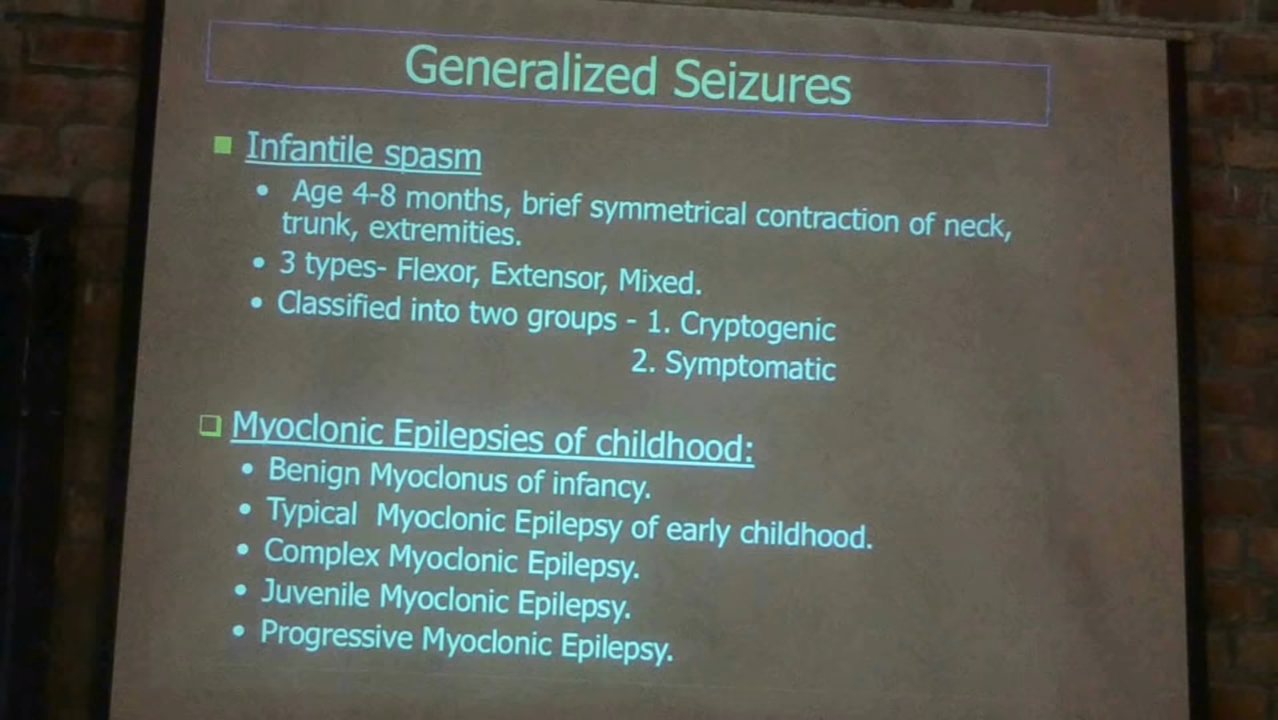 Generalized Seizures
Infantile spasm
• Age 4-8 months, brief symmetrical contraction of neck,
trunk, extremities.
• 3 types- Flexor, Extensor, Mixed.
• Classified into two groups - 1. Cryptogenic
2. Symptomatic
Myoclonic Epilepsies of childhood:
• Benign Myoclonus of infancy.
• Typical Myoclonic Epilepsy of early childhood.
• Complex Myoclonic Epilepsy.
• Juvenile Myoclonic Epilepsy.
• Progressive Myoclonic Epilepsy.